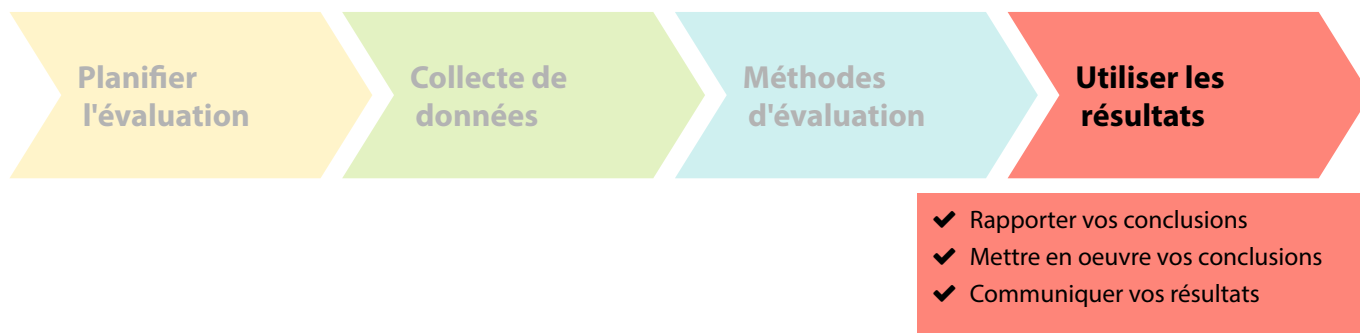 Planifier
l'évaluation
Collecte de
données
Méthodes
d'évaluation
Utiliser les
résultats
Rapporter vos conclusions
Mettre en oeuvre vos conclusions
Communiquer vos résultats